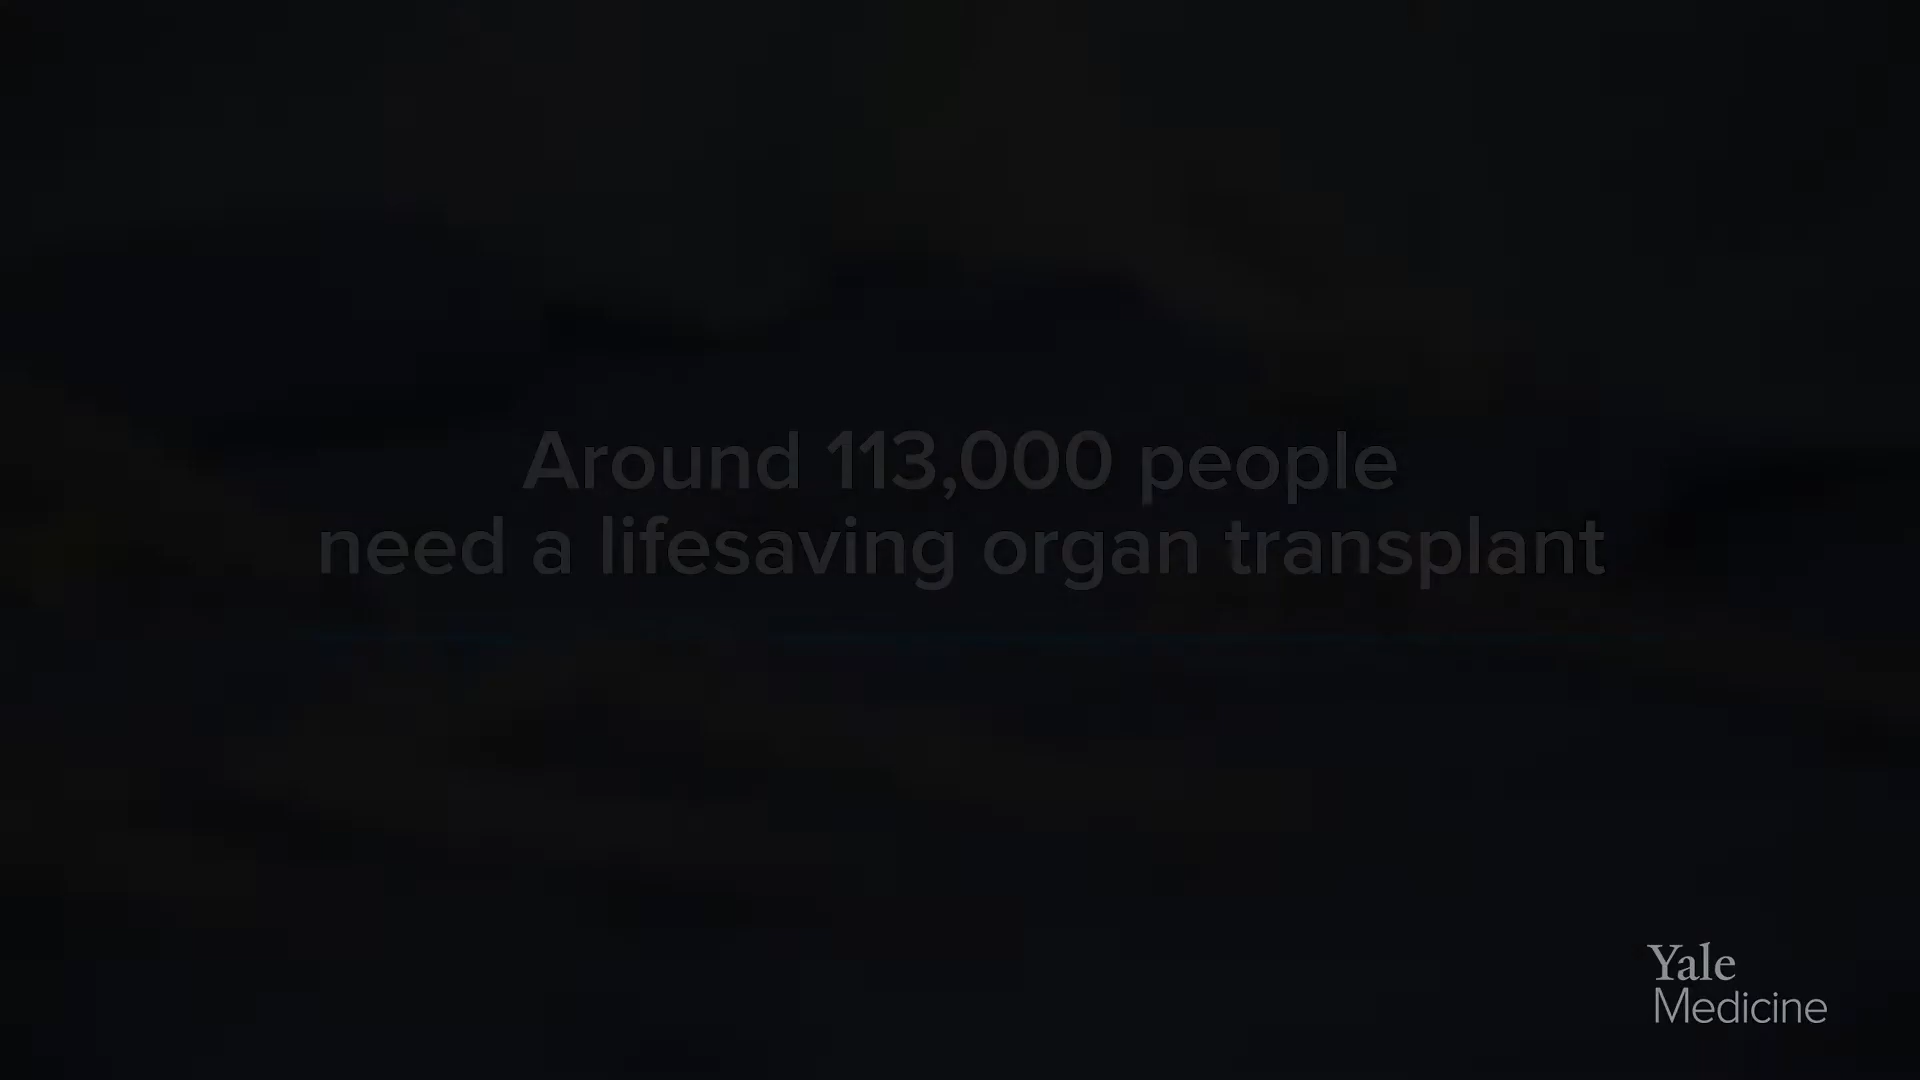 Around 113,000 people
need a lifesaving organ transplant
Yale
Medicine